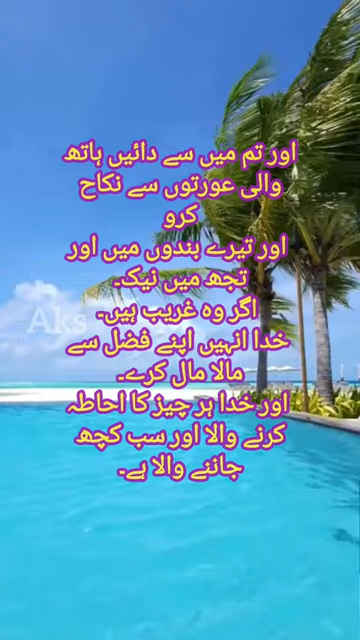 اور تم میں سے دائیں ہاتھ
والی عورتوں سے نکاح
کرو
اور تیرے بندوں میں اور
تجھ میں نیک۔
اگر وہ غریب ہیں۔
Aks
خدا انہیں اپنے فضل سے
مالا مال کرے۔
اور خدا ہر چیز کا احاطہ
کرنے والا اور سب کچھ
جاننے والا ہے۔